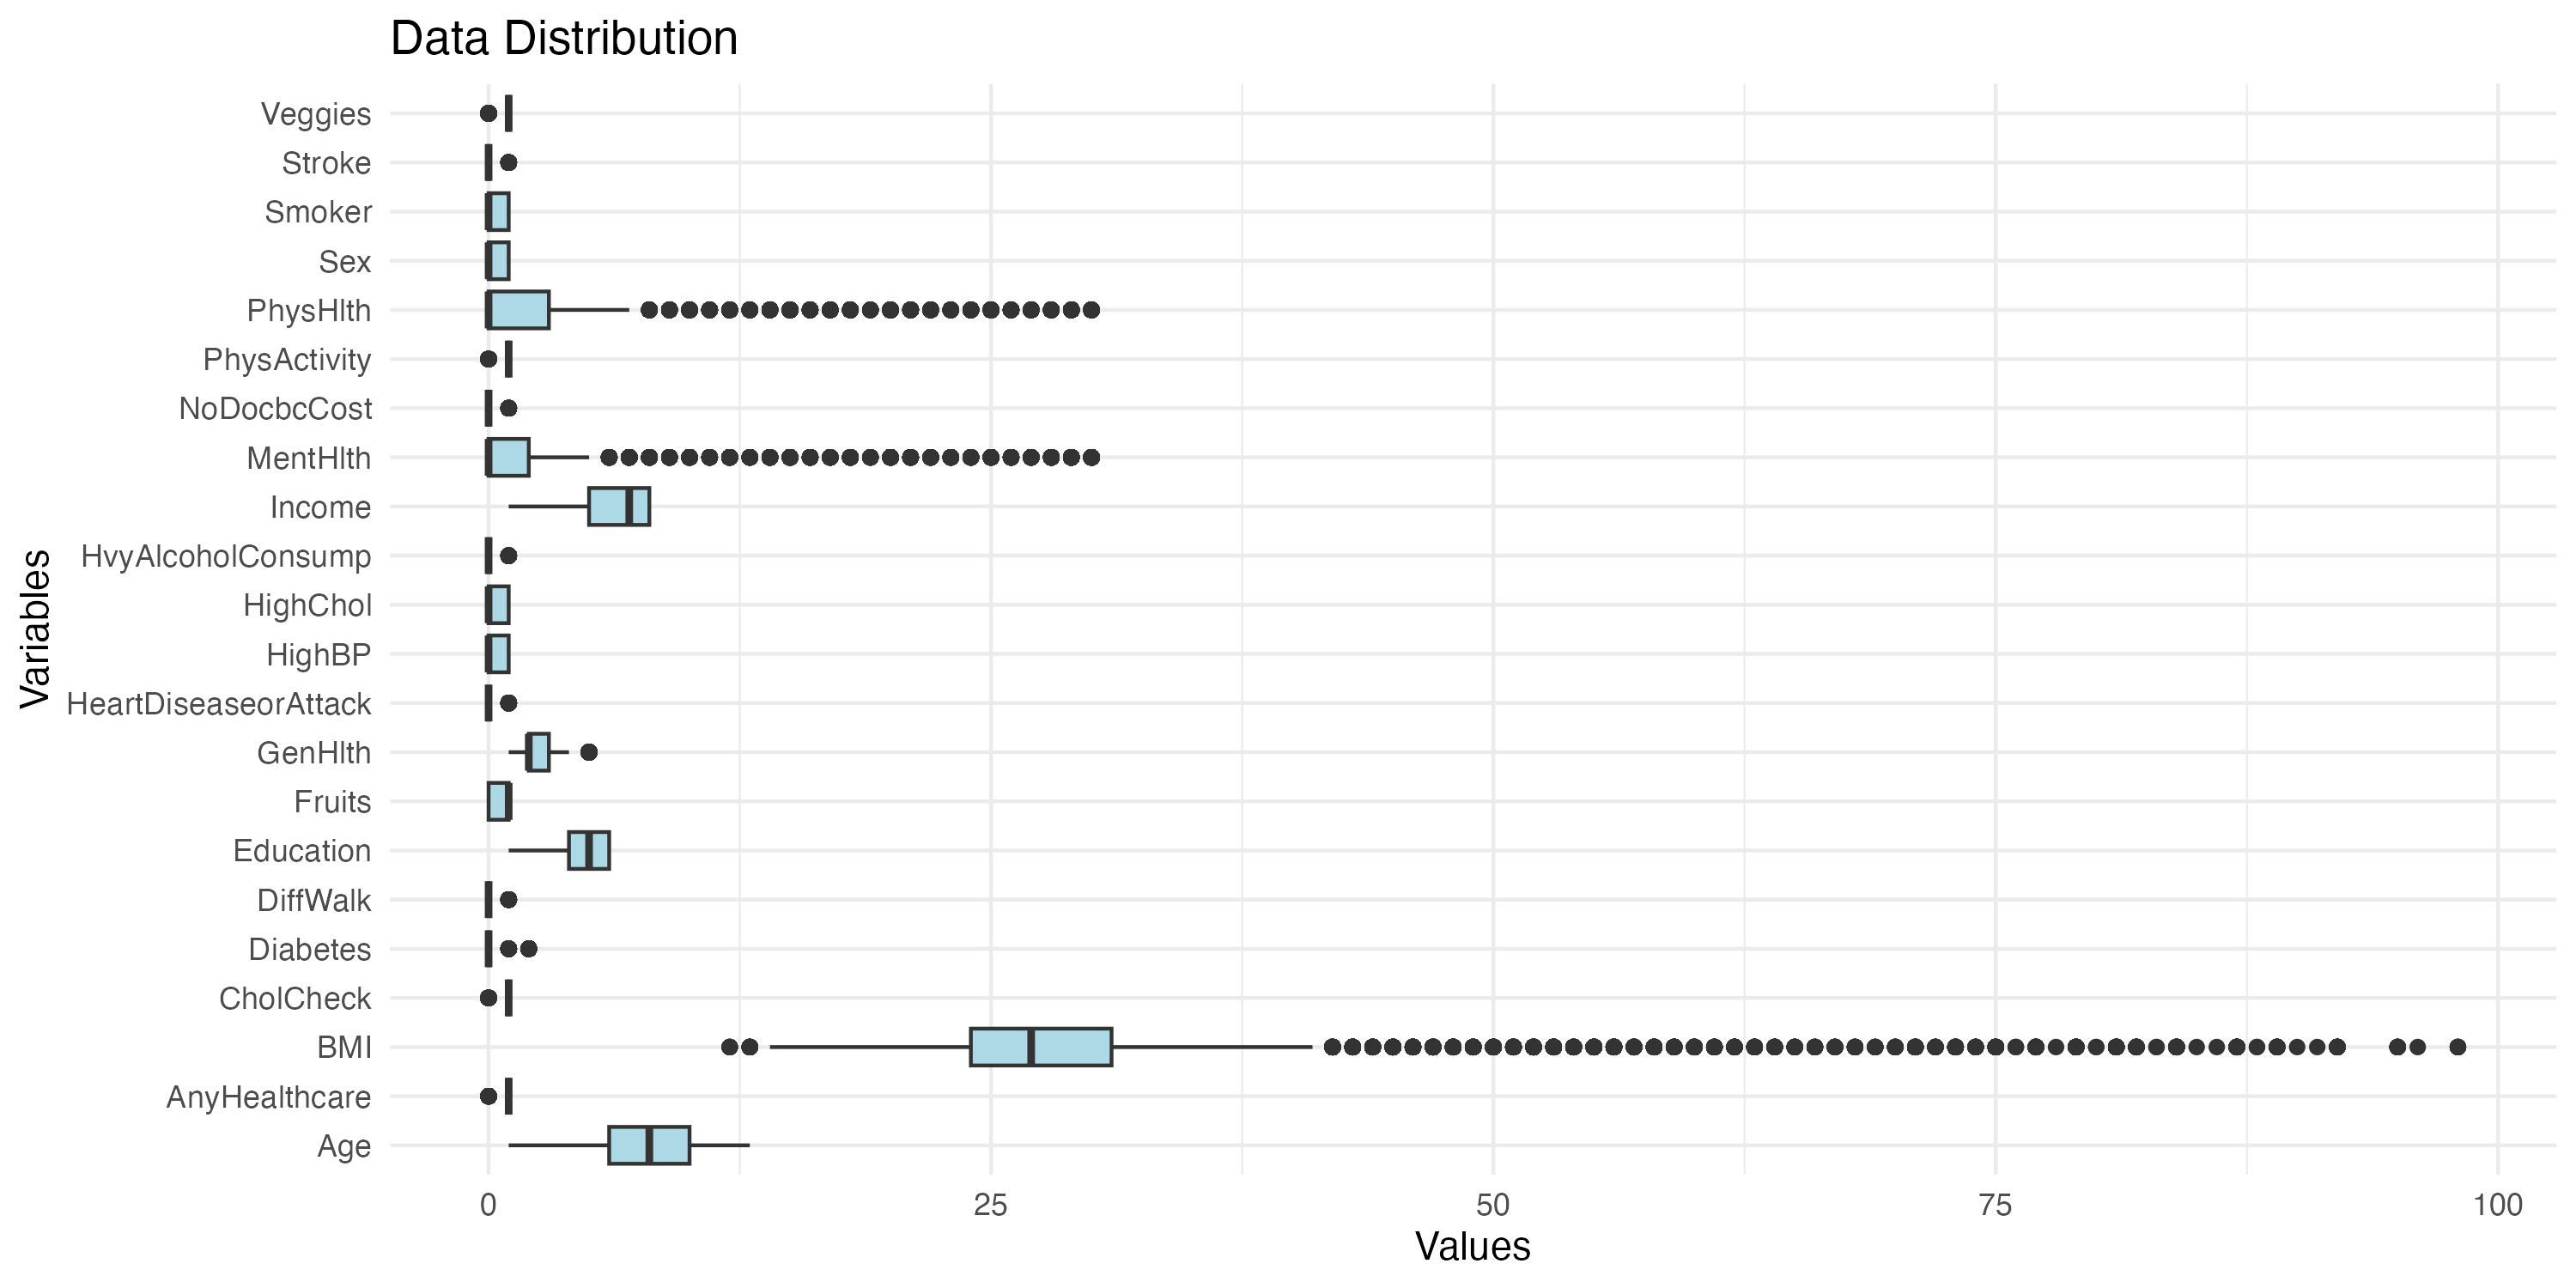 Data Distribution
Variables
Veggies
Stroke
Smoker
Sex
PhysHlth
PhysActivity
NoDocbcCost
MentHlth
Income
HvyAlcoholConsump
HighChol
HighBP
HeartDiseaseorAttack
GenHlth
Fruits
Education
DiffWalk
Diabetes
CholCheck
BMI
AnyHealthcare
Age
0 25 50 75 100
Values